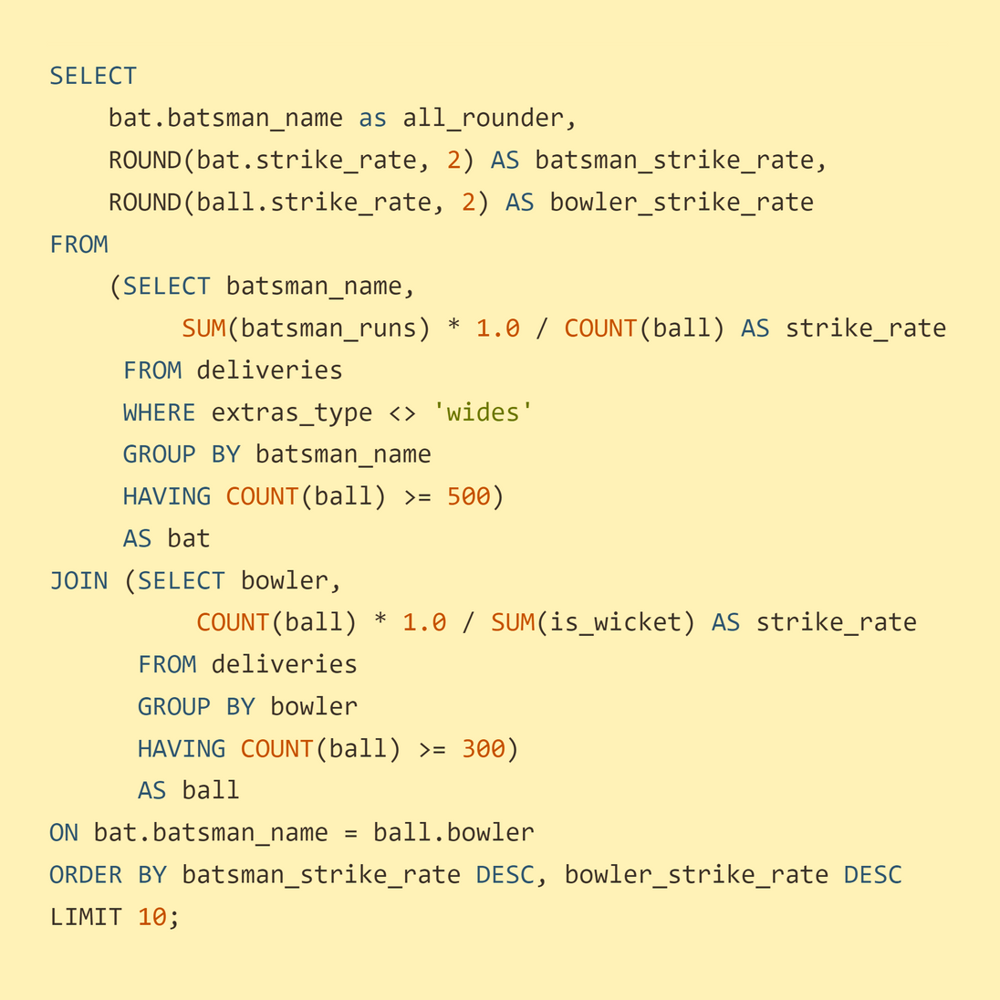 SELECT
    bat.batsman_name as all_rounder,
    ROUND(bat.strike_rate, 2) AS batsman_strike_rate,
    ROUND(ball.strike_rate, 2) AS bowler_strike_rate
FROM
    (SELECT batsman_name,
         SUM(batsman_runs) * 1.0 / COUNT(ball) AS strike_rate
     FROM deliveries
     WHERE extras_type <> 'wides'
     GROUP BY batsman_name
     HAVING COUNT(ball) >= 500)
     AS bat
JOIN (SELECT bowler,
          COUNT(ball) * 1.0 / SUM(is_wicket) AS strike_rate
      FROM deliveries
      GROUP BY bowler
      HAVING COUNT(ball) >= 300)
      AS ball
ON bat.batsman_name = ball.bowler
ORDER BY batsman_strike_rate DESC, bowler_strike_rate DESC
LIMIT 10;